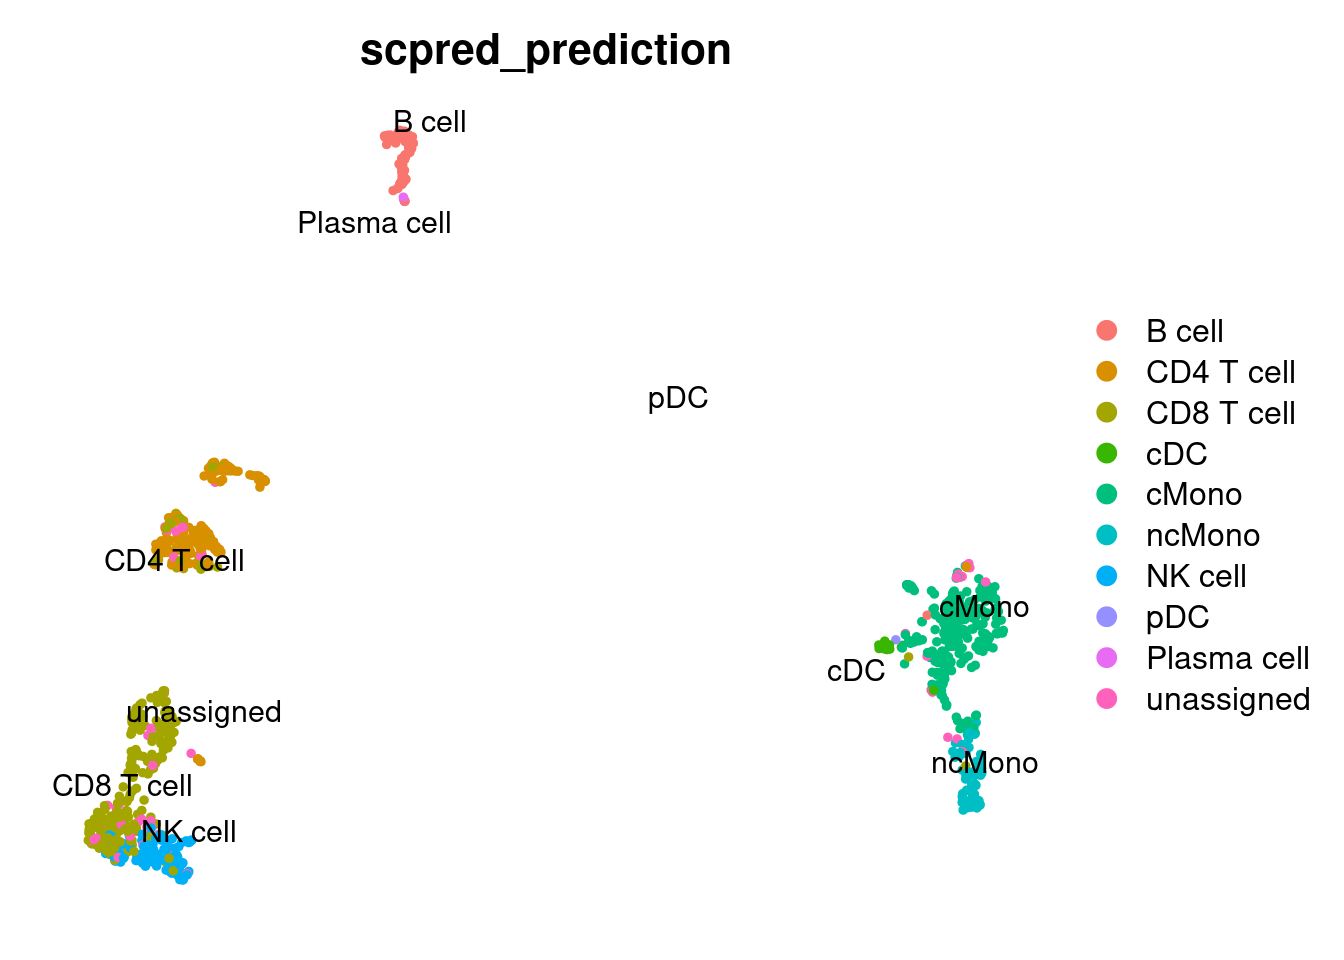 scpred_prediction
B cell
Plasma cell
pDC
CD4 T cell
cMono
cDC
unassigned
ncMono
CD8 T cell
NK cell
B cell
CD4 T cell
CD8 T cell
cDC
cMono
ncMono
NK cell
pDC
Plasma cell
unassigned